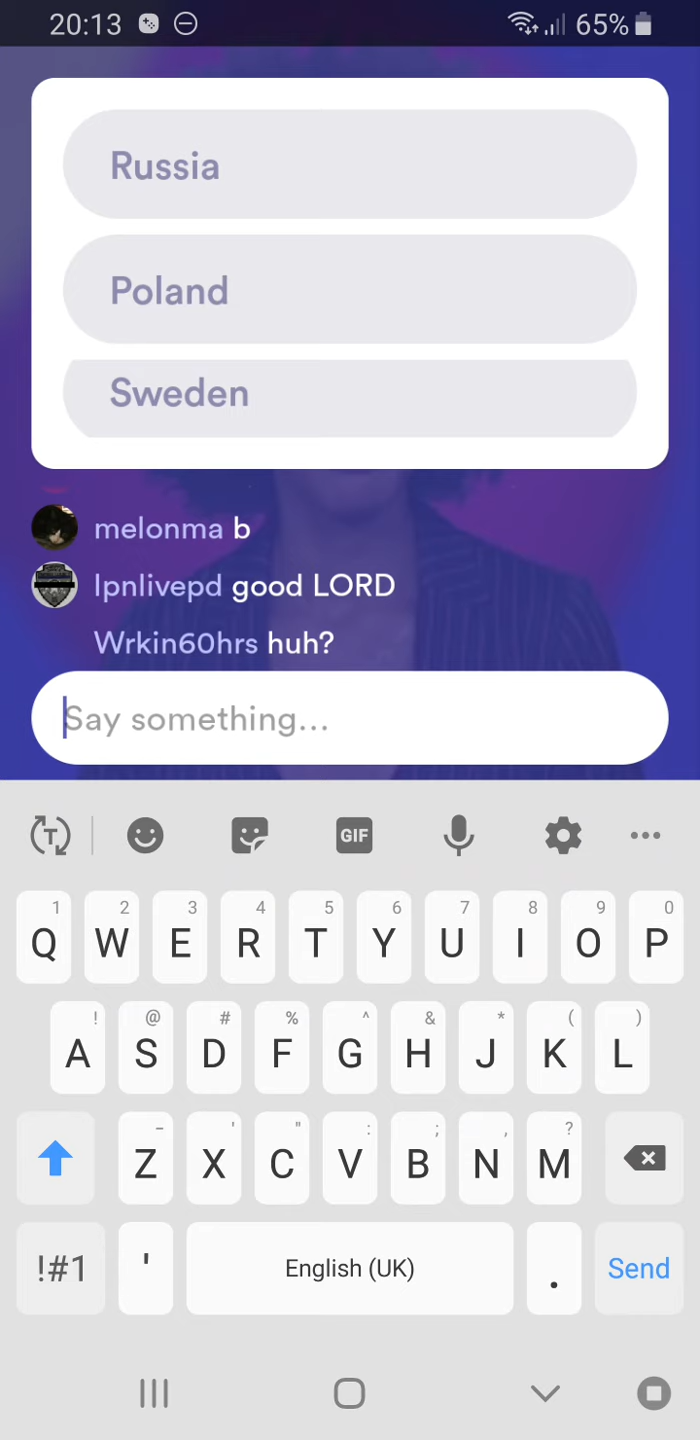 20:13 65%
Russia
Poland
Sweden
melonma b
lpnlivepd good LORD
Wrkin60hrs huh?
Say something...
T GIF
1 2 3 4 5 6 7 8 9 0
Q W E R T Y U I O P
! @ # % ^ & * ( )
A S D F G H J K L
- ' " : ; , ?
Z X C V B N M
!#1 ' English (UK) . Send